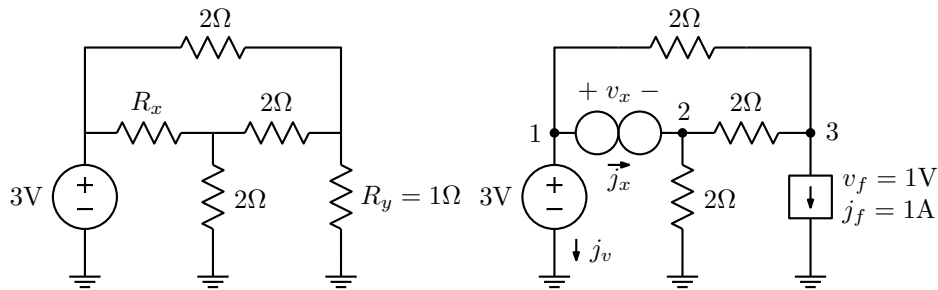 2Ω
R_x
2Ω
3V
+
−
2Ω
R_y = 1Ω
2Ω
+ v_x −
2Ω
1
2
3
j_x
3V
+
−
2Ω
v_f = 1V
j_f = 1A
j_v